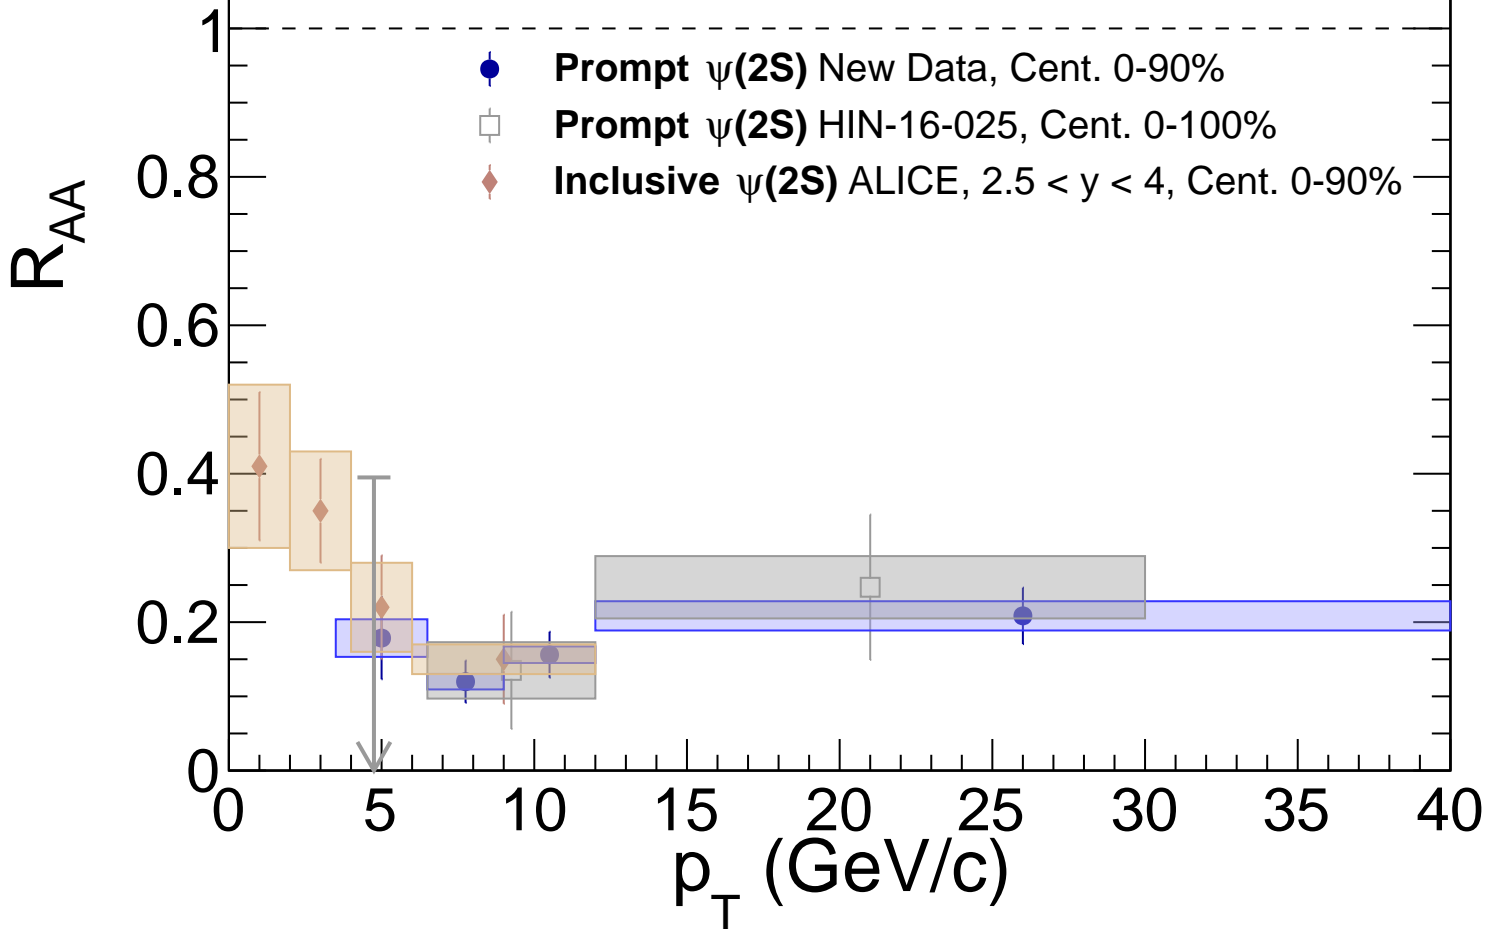 1
Prompt ψ(2S) New Data, Cent. 0-90%
Prompt ψ(2S) HIN-16-025, Cent. 0-100%
Inclusive ψ(2S) ALICE, 2.5 < y < 4, Cent. 0-90%
0.8
R_AA
0.6
0.4
0.2
0
0 5 10 15 20 25 30 35 40
p_T (GeV/c)